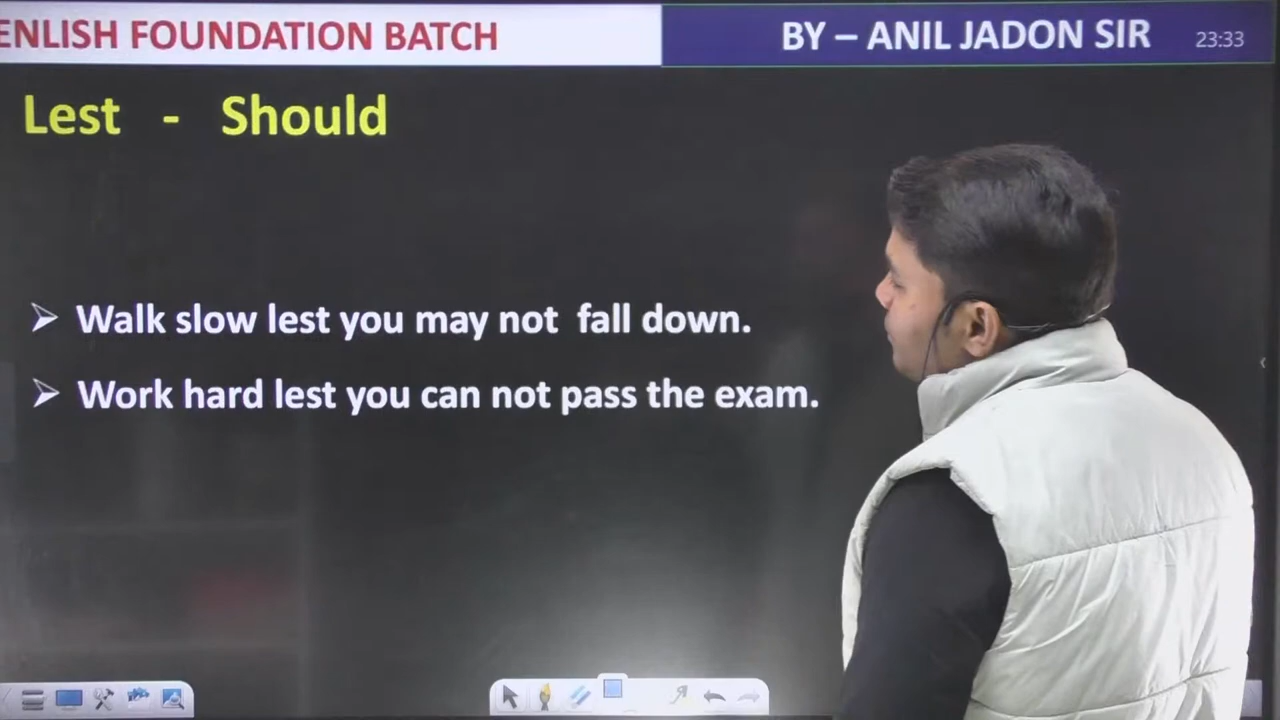 ENLISH FOUNDATION BATCH
BY – ANIL JADON SIR
23:33
Lest - Should
Walk slow lest you may not fall down.
Work hard lest you can not pass the exam.